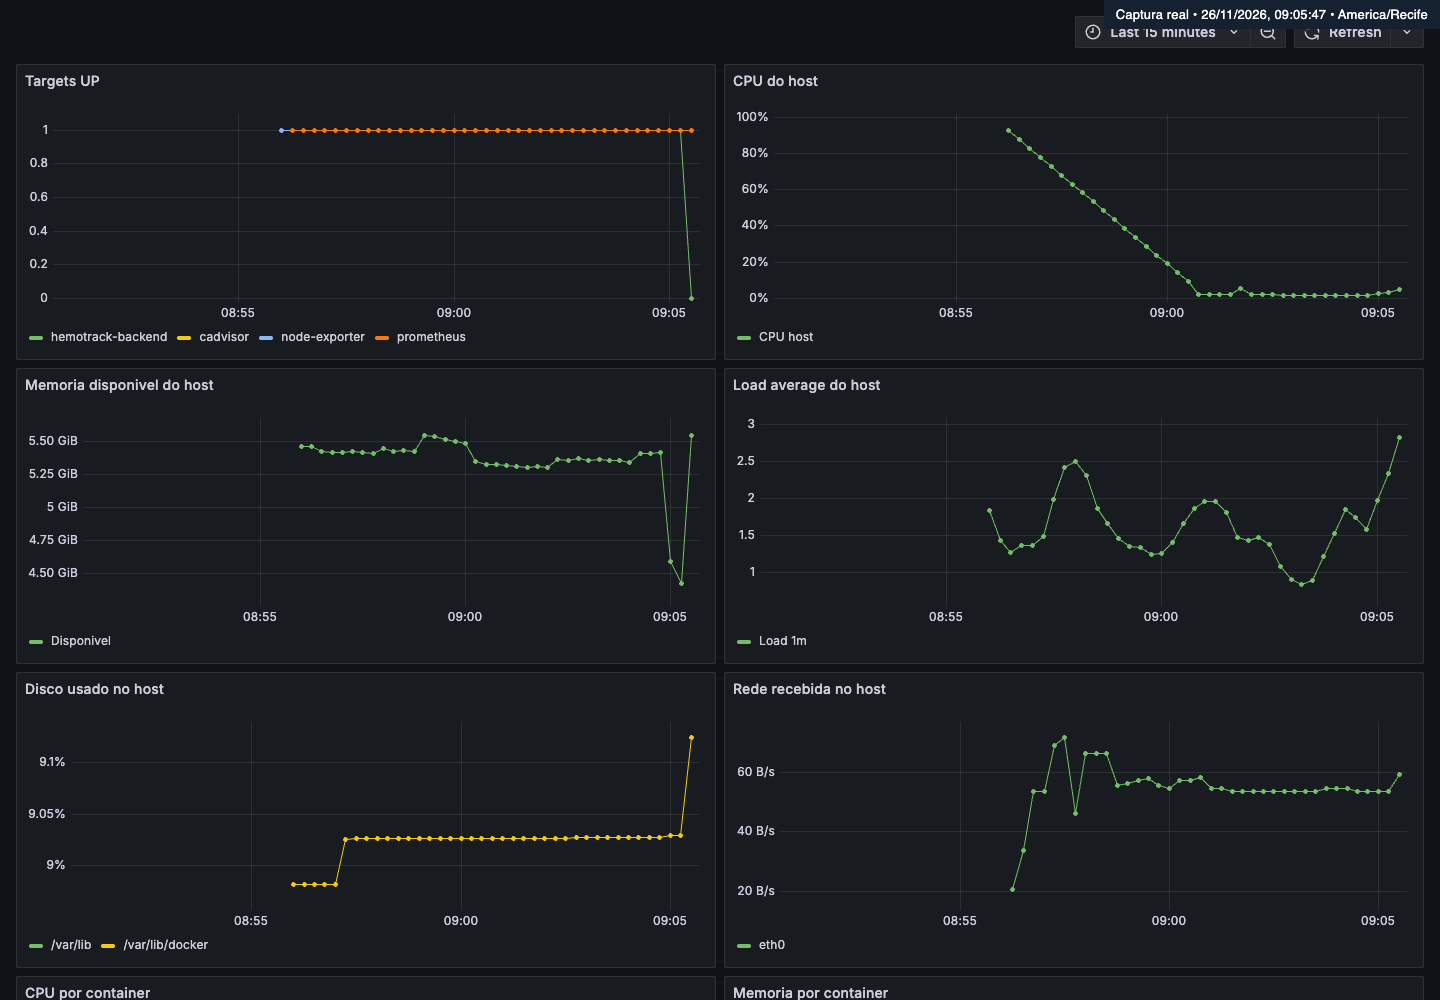 Captura real • 26/11/2026, 09:05:47 • America/Recife
Last 15 minutes
Refresh
Targets UP
1
0.8
0.6
0.4
0.2
0
08:55 09:00 09:05
hemotrack-backend cadvisor node-exporter prometheus
CPU do host
100%
80%
60%
40%
20%
0%
08:55 09:00 09:05
CPU host
Memoria disponivel do host
5.50 GiB
5.25 GiB
5 GiB
4.75 GiB
4.50 GiB
08:55 09:00 09:05
Disponivel
Load average do host
3
2.5
2
1.5
1
08:55 09:00 09:05
Load 1m
Disco usado no host
9.1%
9.05%
9%
08:55 09:00 09:05
/var/lib /var/lib/docker
Rede recebida no host
60 B/s
40 B/s
20 B/s
08:55 09:00 09:05
eth0
CPU por container
Memoria por container